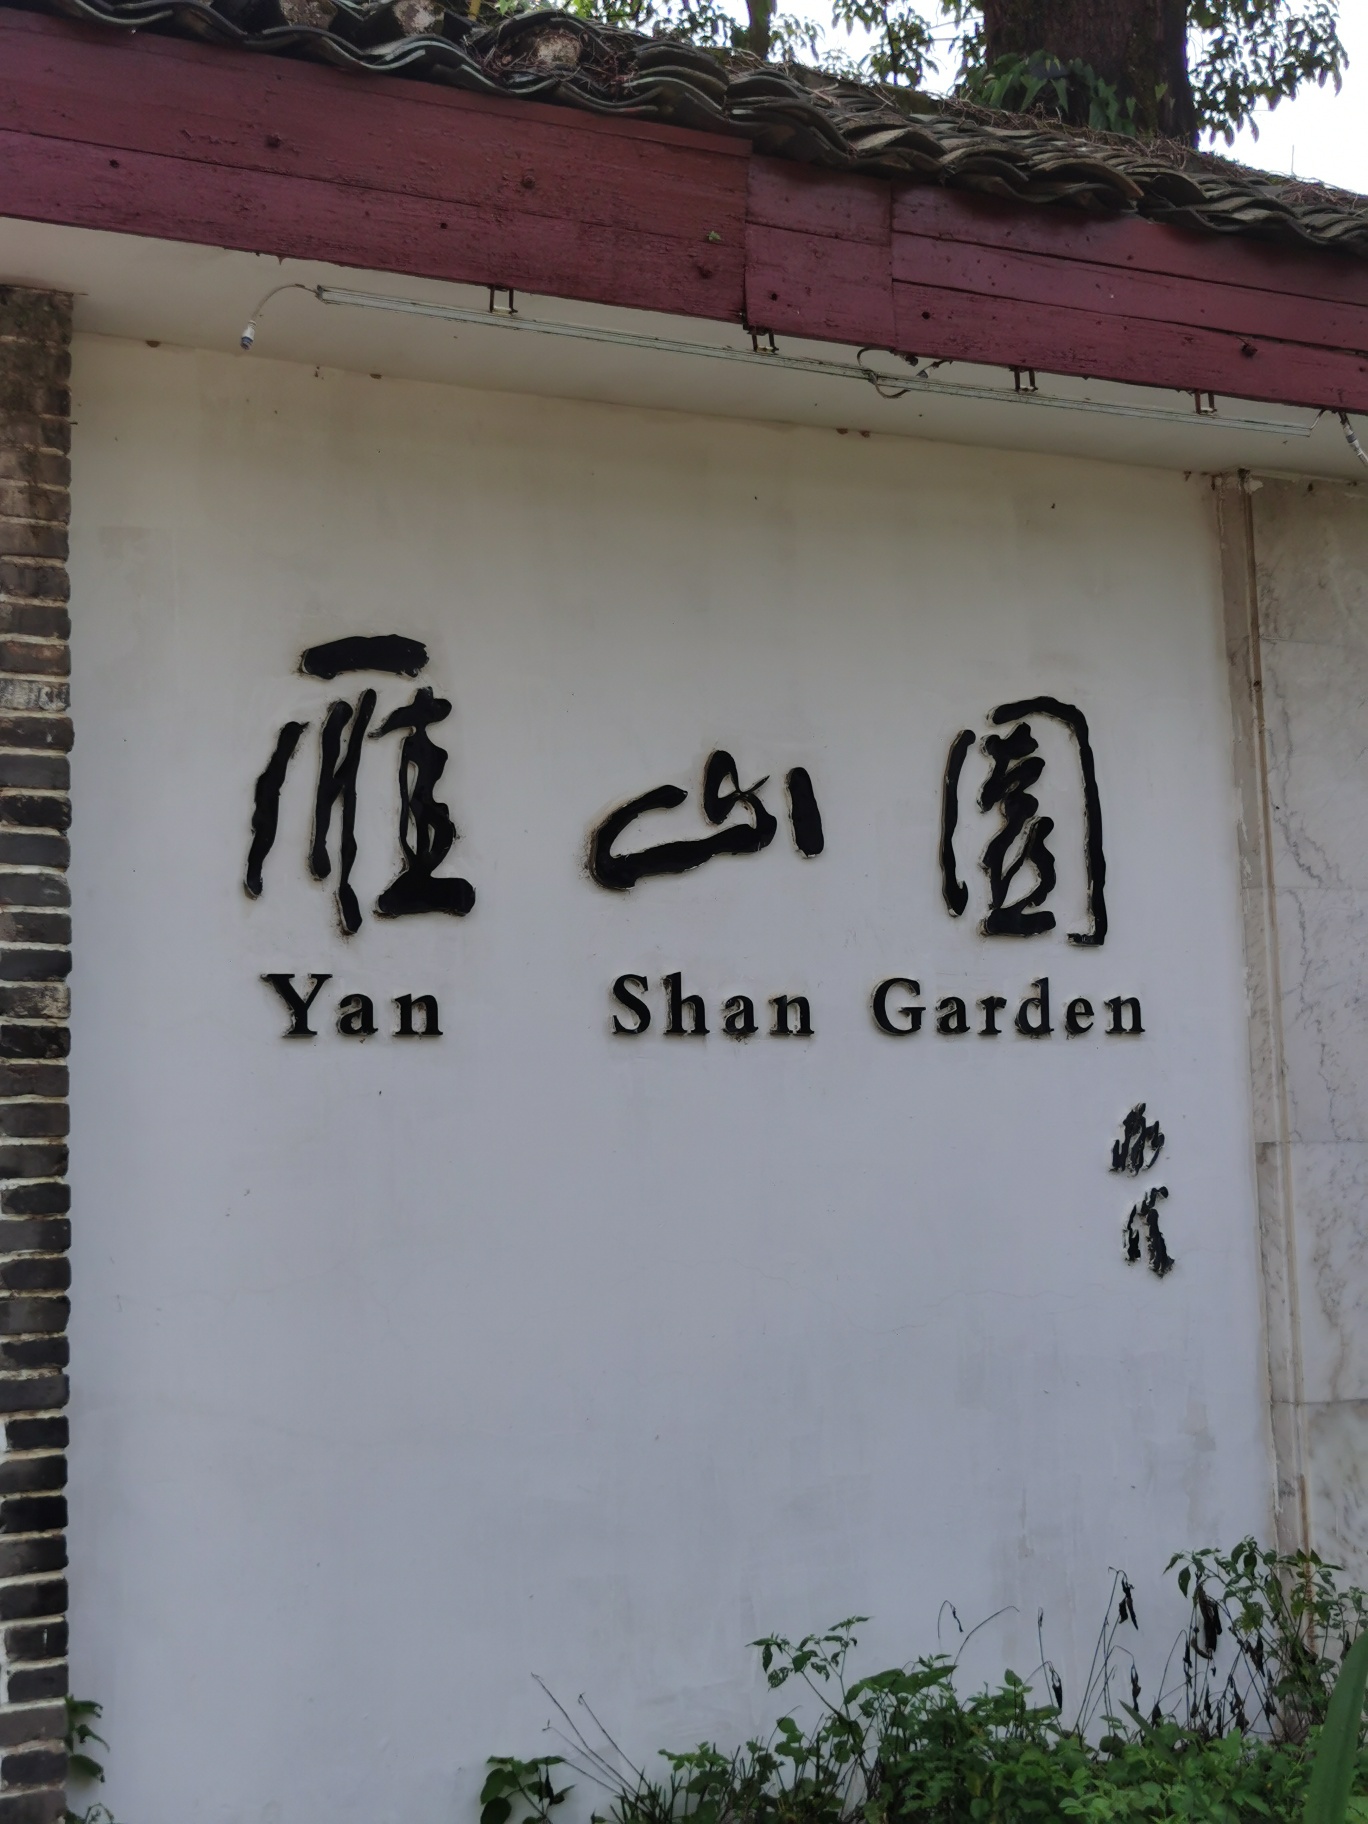 雁山園
Yan Shan Garden